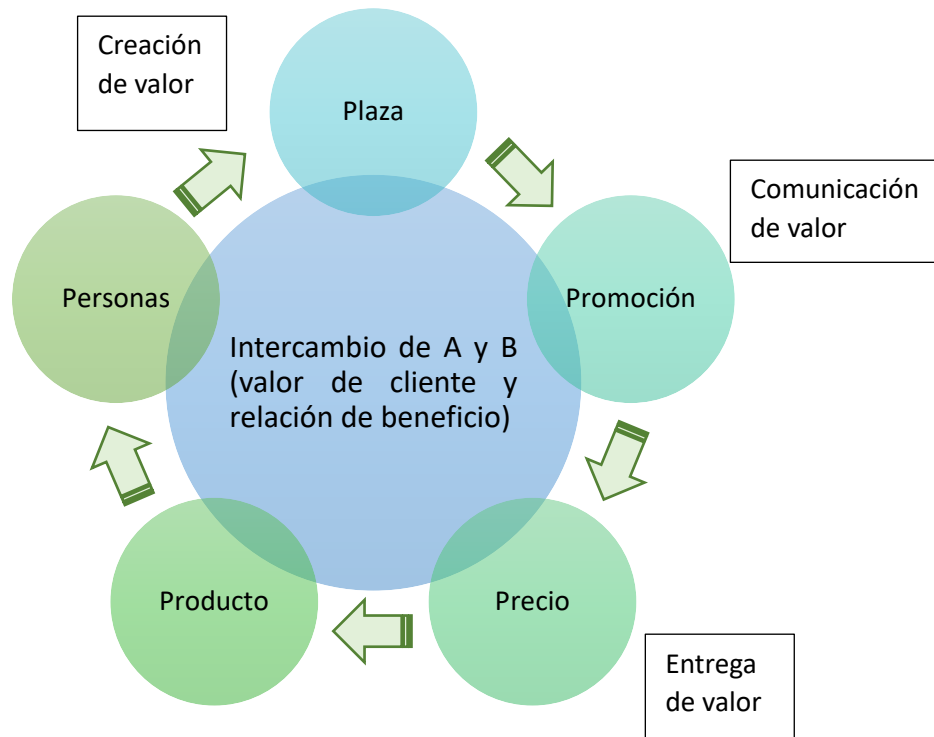 Creación
de valor
Plaza
Comunicación
de valor
Personas
Promoción
Intercambio de A y B
(valor de cliente y
relación de beneficio)
Producto
Precio
Entrega
de valor